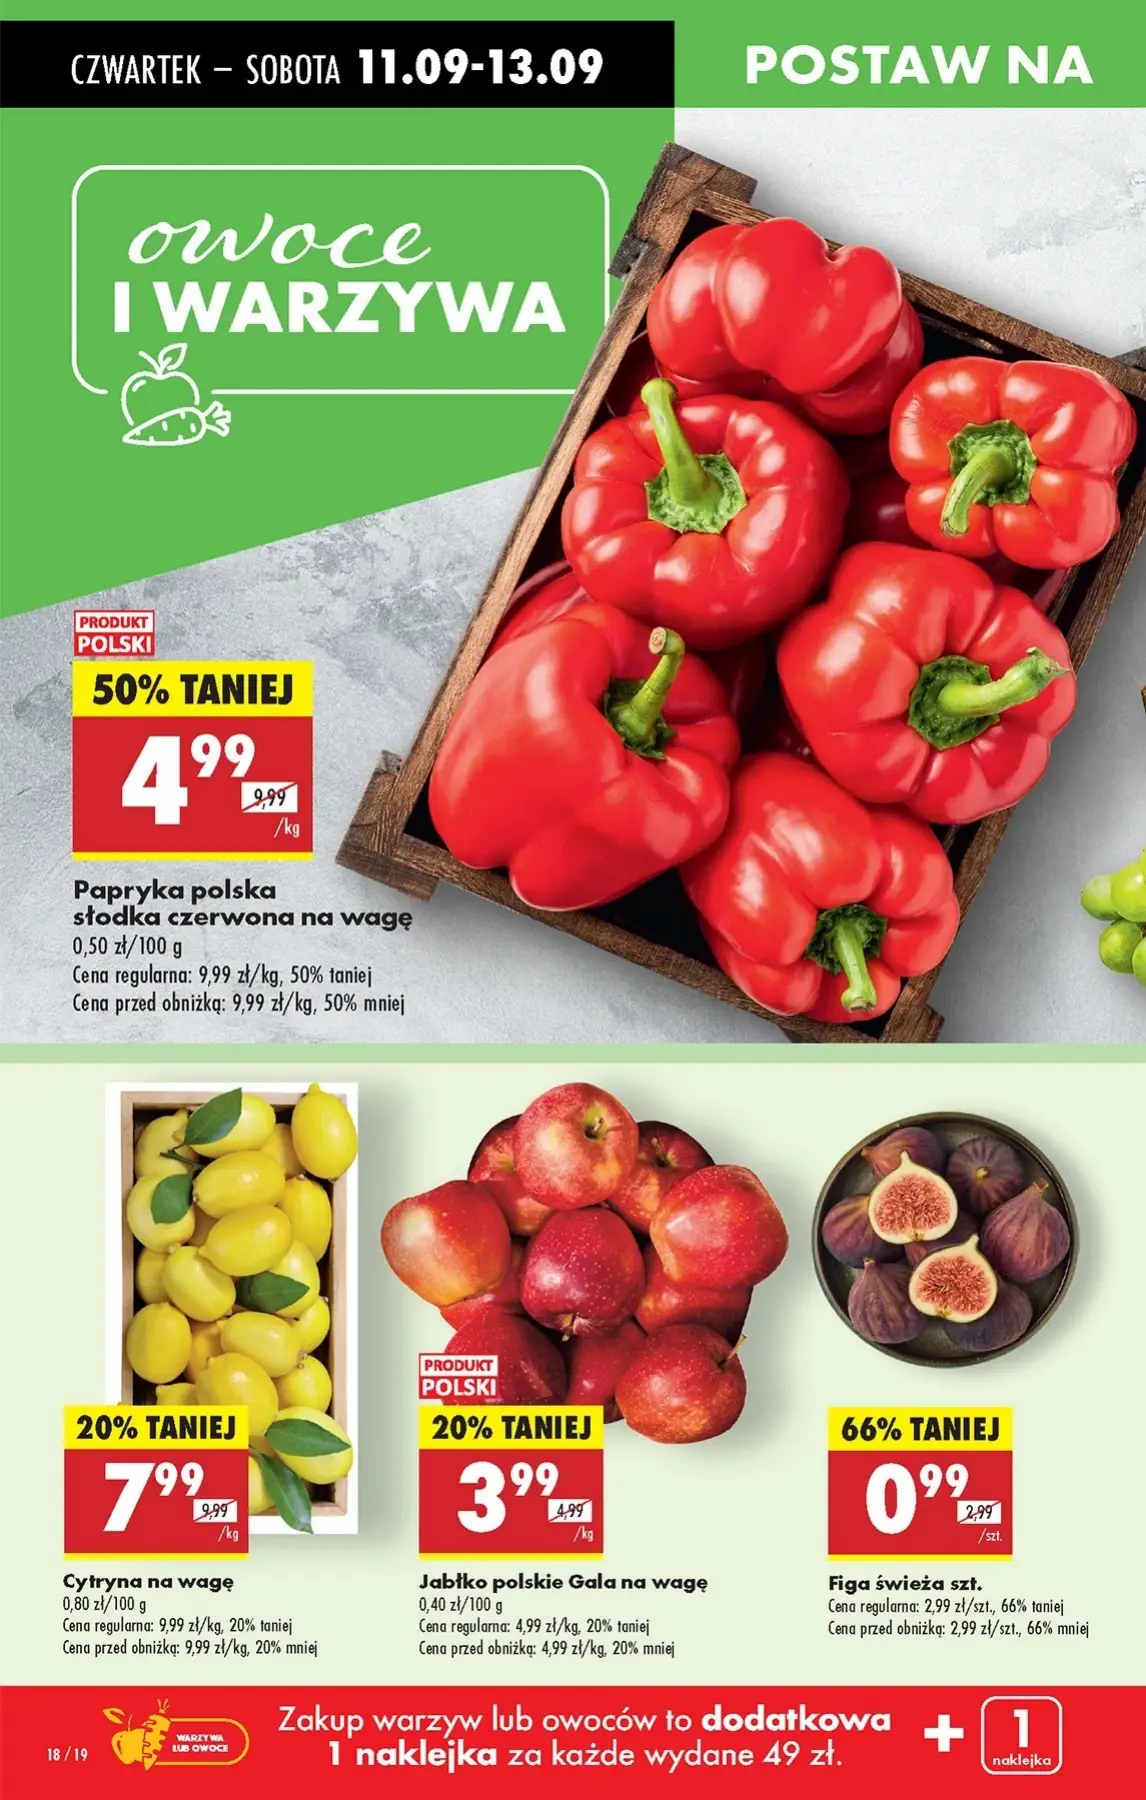 CZWARTEK – SOBOTA 11.09-13.09
POSTAW NA
owoce
I WARZYWA
PRODUKT
POLSKI
50% TANIEJ
4 99
9,99
/kg
Papryka polska
słodka czerwona na wagę
0,50 zł/100 g
Cena regularna: 9,99 zł/kg, 50% taniej
Cena przed obniżką: 9,99 zł/kg, 50% mniej
20% TANIEJ
7 99
9,99
/kg
Cytryna na wagę
0,80 zł/100 g
Cena regularna: 9,99 zł/kg, 20% taniej
Cena przed obniżką: 9,99 zł/kg, 20% mniej
PRODUKT
POLSKI
20% TANIEJ
3 99
4,99
/kg
Jabłko polskie Gala na wagę
0,40 zł/100 g
Cena regularna: 4,99 zł/kg, 20% taniej
Cena przed obniżką: 4,99 zł/kg, 20% mniej
66% TANIEJ
0 99
2,99
/szt.
Figa świeża szt.
Cena regularna: 2,99 zł/szt., 66% taniej
Cena przed obniżką: 2,99 zł/szt., 66% mniej
18/19
WARZYWA
LUB OWOCE
Zakup warzyw lub owoców to dodatkowa
1 naklejka za każde wydane 49 zł.
+
1
naklejka